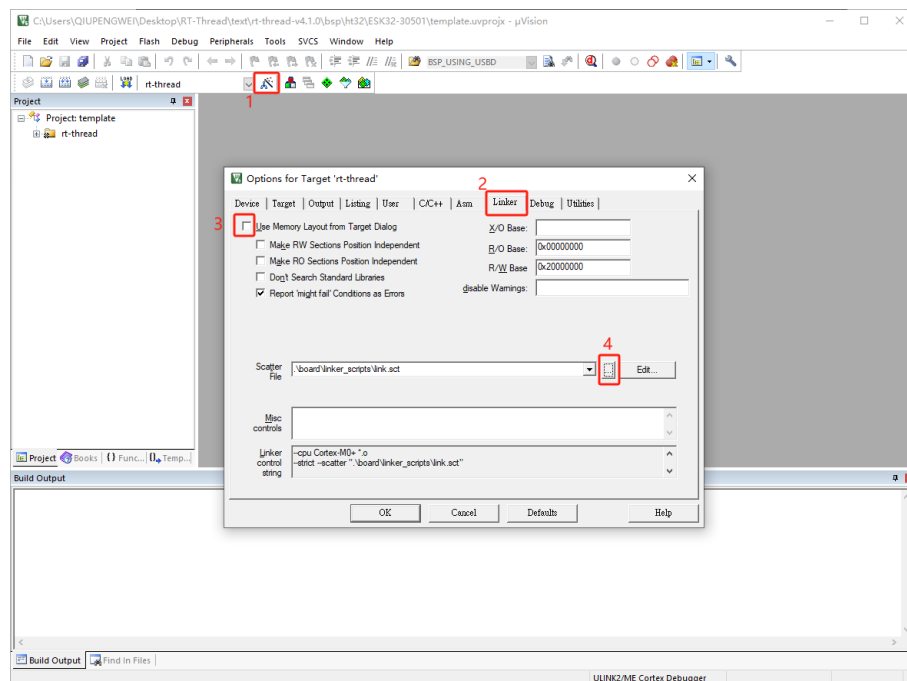 C:\Users\QIUPENGWEI\Desktop\RT-Thread\text\rt-thread-v4.1.0\bsp\ht32\ESK32-30501\template.uvprojx - µVision
File Edit View Project Flash Debug Peripherals Tools SVCS Window Help
BSP_USING_USBD
LOAD rt-thread
1
Project
Project: template
rt-thread
Options for Target 'rt-thread'
2
Device Target Output Listing User C/C++ Asm Linker Debug Utilities
3 Use Memory Layout from Target Dialog X/O Base:
Make RW Sections Position Independent R/O Base: 0x00000000
Make RO Sections Position Independent R/W Base 0x20000000
Don't Search Standard Libraries
Report 'might fail' Conditions as Errors disable Warnings:
4
Scatter File .\board\linker_scripts\link.sct ... Edit...
Misc controls
Linker control string --cpu Cortex-M0+ *.o
--strict --scatter ".\board\linker_scripts\link.sct"
Project Books {} Func... Temp...
Build Output
OK Cancel Defaults Help
Build Output Find In Files
ULINK2/ME Cortex Debugger